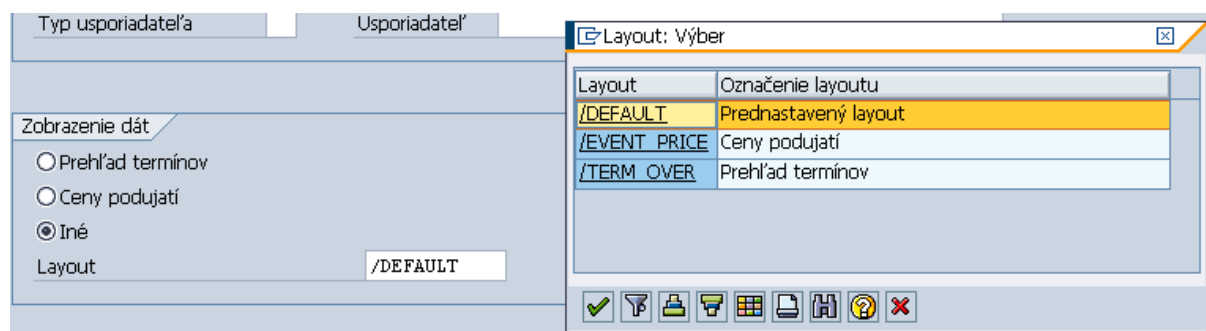 Typ usporiadateľa Usporiadateľ
Zobrazenie dát
Prehľad termínov
Ceny podujatí
Iné
Layout /DEFAULT
Layout: Výber
Layout Označenie layoutu
/DEFAULT Prednastavený layout
/EVENT_PRICE Ceny podujatí
/TERM_OVER Prehľad termínov